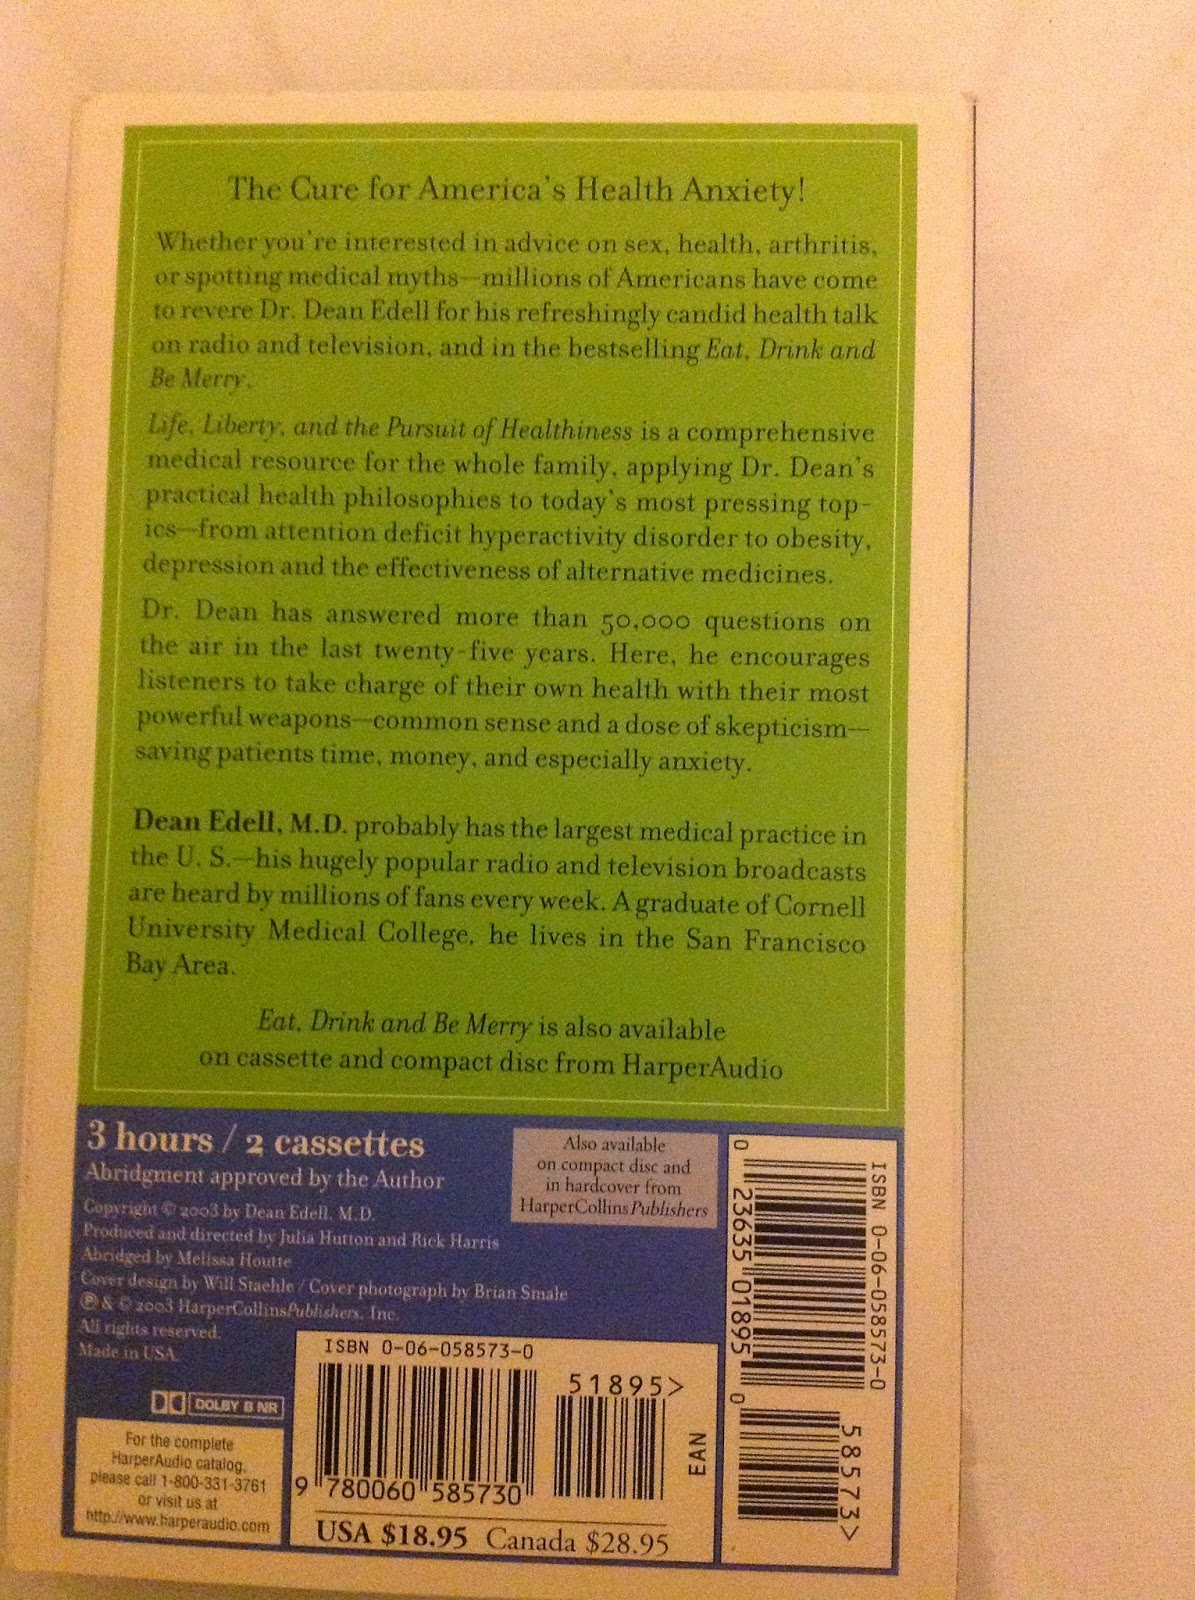 The Cure for America's Health Anxiety!
Whether you're interested in advice on sex, health, arthritis,
or spotting medical myths—millions of Americans have come
to revere Dr. Dean Edell for his refreshingly candid health talk
on radio and television, and in the bestselling Eat, Drink and
Be Merry.
Life, Liberty, and the Pursuit of Healthiness is a comprehensive
medical resource for the whole family, applying Dr. Dean's
practical health philosophies to today's most pressing top-
ics—from attention deficit hyperactivity disorder to obesity,
depression and the effectiveness of alternative medicines.
Dr. Dean has answered more than 50,000 questions on
the air in the last twenty-five years. Here, he encourages
listeners to take charge of their own health with their most
powerful weapons—common sense and a dose of skepticism—
saving patients time, money, and especially anxiety.
Dean Edell, M.D. probably has the largest medical practice in
the U. S.—his hugely popular radio and television broadcasts
are heard by millions of fans every week. A graduate of Cornell
University Medical College, he lives in the San Francisco
Bay Area.
Eat, Drink and Be Merry is also available
on cassette and compact disc from HarperAudio
3 hours / 2 cassettes
Abridgment approved by the Author
Copyright © 2003 by Dean Edell, M.D.
Produced and directed by Julia Hutton and Rick Harris
Abridged by Melissa Houtte
Cover design by Will Staehle / Cover photograph by Brian Smale
℗ & © 2003 HarperCollinsPublishers, Inc.
All rights reserved.
Made in USA.
DOLBY B NR
For the complete
HarperAudio catalog,
please call 1-800-331-3761
or visit us at
http://www.harperaudio.com
Also available
on compact disc and
in hardcover from
HarperCollinsPublishers
ISBN 0-06-058573-0
51895>
EAN
9 780060 585730
USA $18.95 Canada $28.95
ISBN 0-06-058573-0
0 23635 01895 0
58573>